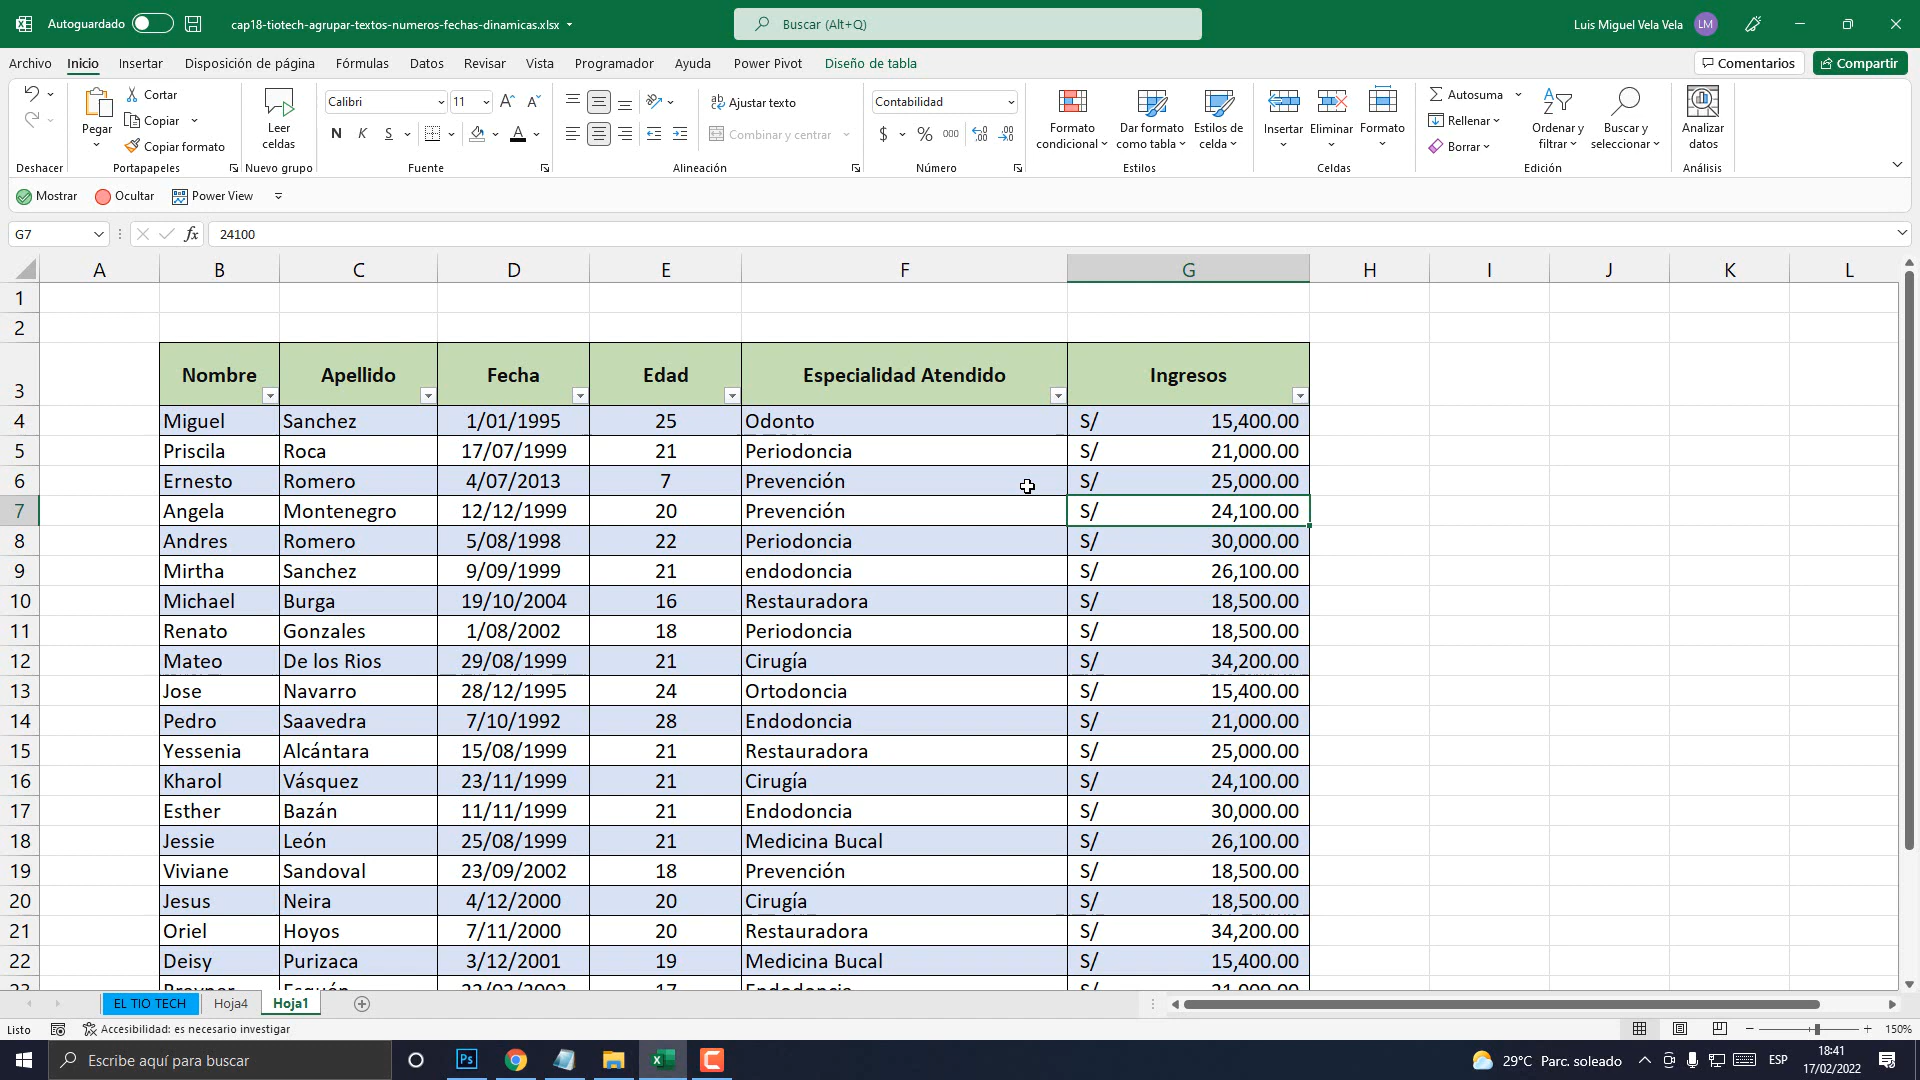 Autoguardado cap18-tiotech-agrupar-textos-numeros-fechas-dinamicas.xlsx Buscar (Alt+Q) Luis Miguel Vela Vela LM
Archivo Inicio Insertar Disposición de página Fórmulas Datos Revisar Vista Programador Ayuda Power Pivot Diseño de tabla Comentarios Compartir
Cortar
Copiar
Copiar formato
Pegar
Leer
celdas
Calibri 11
N K S A
Ajustar texto
Combinar y centrar
Contabilidad
$ % 000
Formato
condicional
Dar formato
como tabla
Estilos de
celda
Insertar Eliminar Formato
Autosuma
Rellenar
Borrar
Ordenar y
filtrar
Buscar y
seleccionar
Analizar
datos
Deshacer Portapapeles Nuevo grupo Fuente Alineación Número Estilos Celdas Edición Análisis
Mostrar Ocultar Power View
G7 fx 24100
A B C D E F G H I J K L
1
2
3 Nombre Apellido Fecha Edad Especialidad Atendido Ingresos
4 Miguel Sanchez 1/01/1995 25 Odonto S/ 15,400.00
5 Priscila Roca 17/07/1999 21 Periodoncia S/ 21,000.00
6 Ernesto Romero 4/07/2013 7 Prevención S/ 25,000.00
7 Angela Montenegro 12/12/1999 20 Prevención S/ 24,100.00
8 Andres Romero 5/08/1998 22 Periodoncia S/ 30,000.00
9 Mirtha Sanchez 9/09/1999 21 endodoncia S/ 26,100.00
10 Michael Burga 19/10/2004 16 Restauradora S/ 18,500.00
11 Renato Gonzales 1/08/2002 18 Periodoncia S/ 18,500.00
12 Mateo De los Rios 29/08/1999 21 Cirugía S/ 34,200.00
13 Jose Navarro 28/12/1995 24 Ortodoncia S/ 15,400.00
14 Pedro Saavedra 7/10/1992 28 Endodoncia S/ 21,000.00
15 Yessenia Alcántara 15/08/1999 21 Restauradora S/ 25,000.00
16 Kharol Vásquez 23/11/1999 21 Cirugía S/ 24,100.00
17 Esther Bazán 11/11/1999 21 Endodoncia S/ 30,000.00
18 Jessie León 25/08/1999 21 Medicina Bucal S/ 26,100.00
19 Viviane Sandoval 23/09/2002 18 Prevención S/ 18,500.00
20 Jesus Neira 4/12/2000 20 Cirugía S/ 18,500.00
21 Oriel Hoyos 7/11/2000 20 Restauradora S/ 34,200.00
22 Deisy Purizaca 3/12/2001 19 Medicina Bucal S/ 15,400.00
EL TIO TECH Hoja4 Hoja1
Listo Accesibilidad: es necesario investigar 150%
Escribe aquí para buscar Ps 29°C Parc. soleado ESP 18:41
17/02/2022